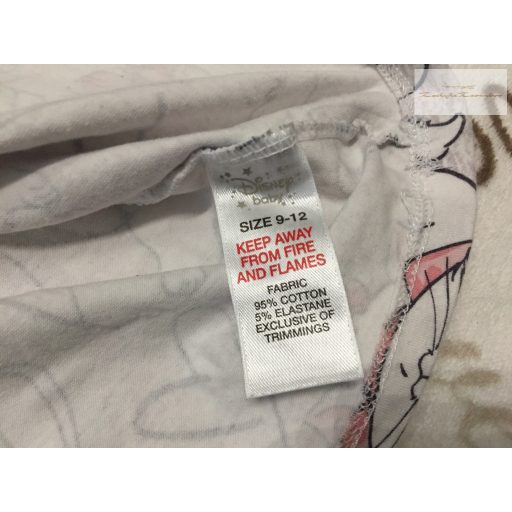 Disney
baby
SIZE 9-12
KEEP AWAY
FROM FIRE
AND FLAMES
FABRIC
95% COTTON
5% ELASTANE
EXCLUSIVE OF
TRIMMINGS